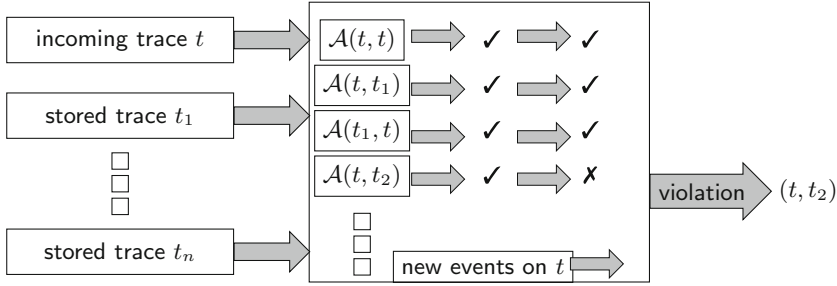 incoming trace t
stored trace t₁
stored trace tₙ
𝒜(t, t) ✓ ✓
𝒜(t, t₁) ✓ ✓
𝒜(t₁, t) ✓ ✓
𝒜(t, t₂) ✓ ✗
new events on t
violation
(t, t₂)